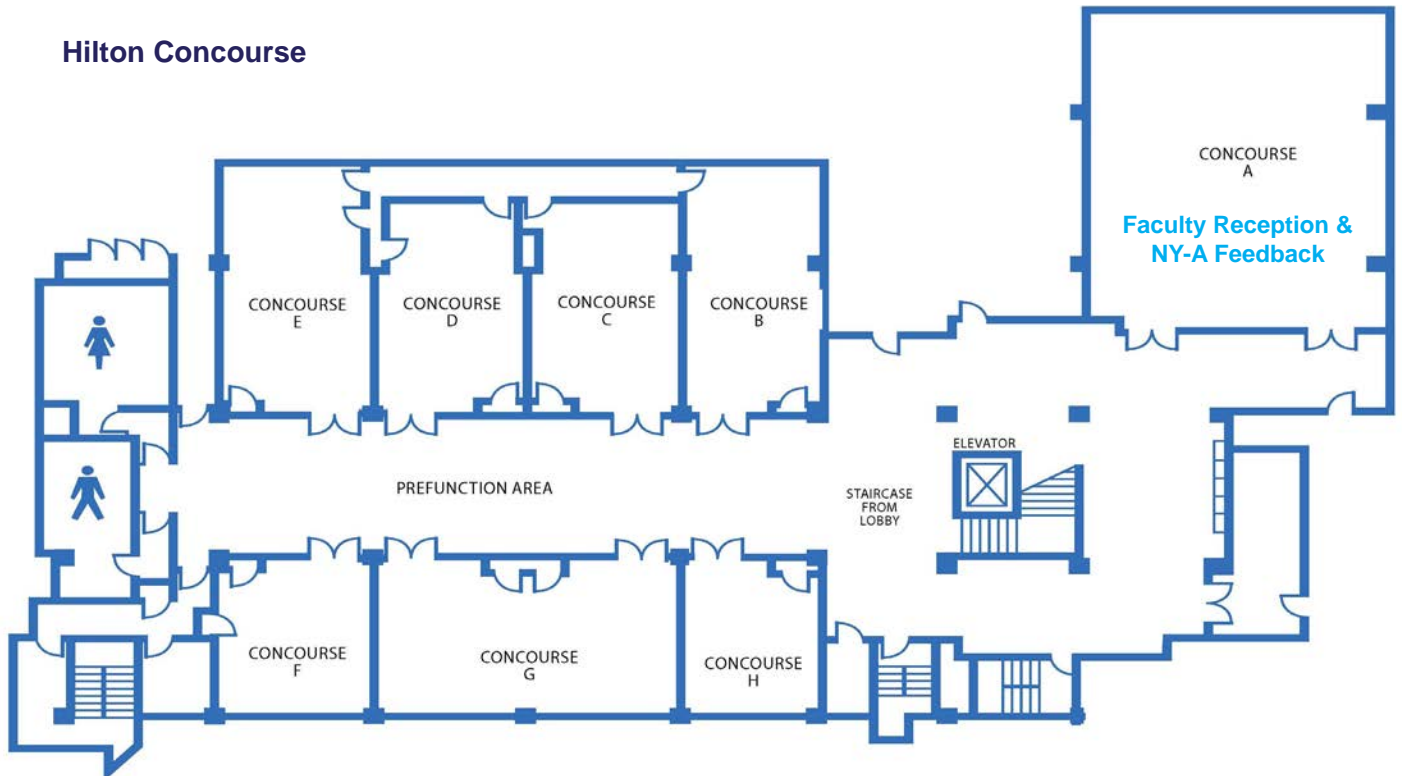 Hilton Concourse
CONCOURSE
A
Faculty Reception &
NY-A Feedback
CONCOURSE
E
CONCOURSE
D
CONCOURSE
C
CONCOURSE
B
ELEVATOR
PREFUNCTION AREA
STAIRCASE
FROM
LOBBY
CONCOURSE
F
CONCOURSE
G
CONCOURSE
H